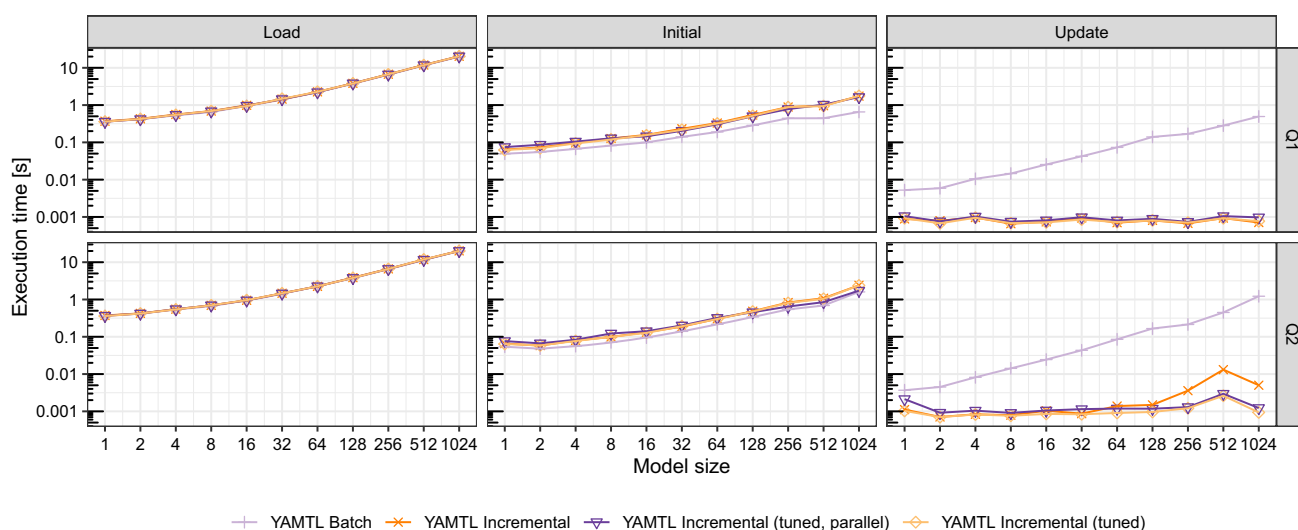 Load Initial Update
Execution time [s]
10
1
0.1
0.01
0.001
Q1
10
1
0.1
0.01
0.001
Q2
1 2 4 8 16 32 64 128 256 512 1024 1 2 4 8 16 32 64 128 256 512 1024 1 2 4 8 16 32 64 128 256 512 1024
Model size
YAMTL Batch YAMTL Incremental YAMTL Incremental (tuned, parallel) YAMTL Incremental (tuned)